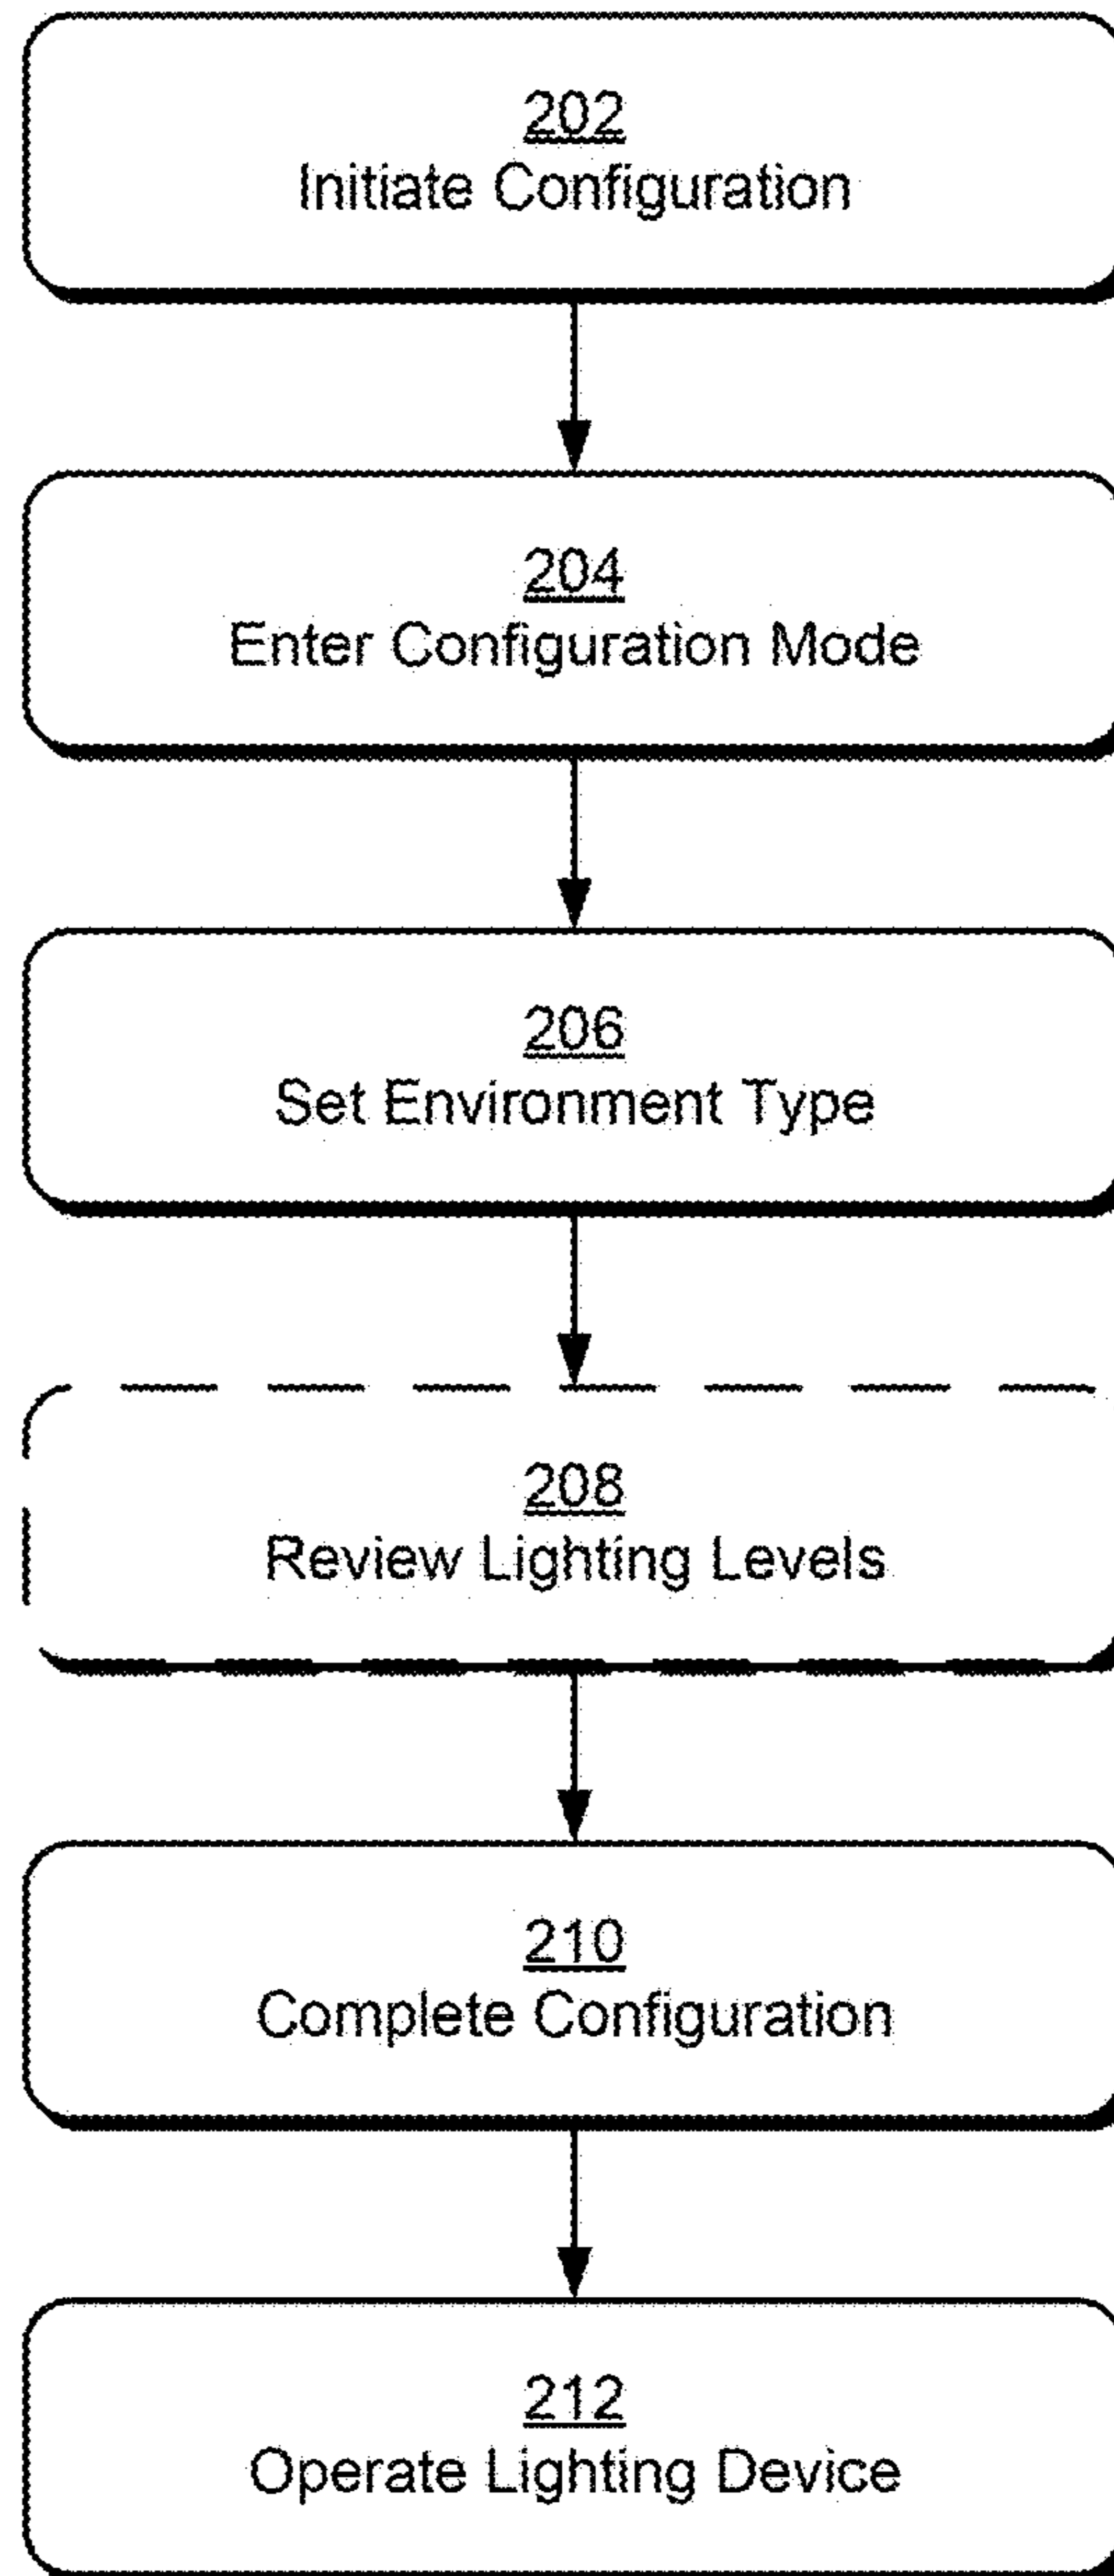 202
Initiate Configuration
204
Enter Configuration Mode
206
Set Environment Type
208
Review Lighting Levels
210
Complete Configuration
212
Operate Lighting Device